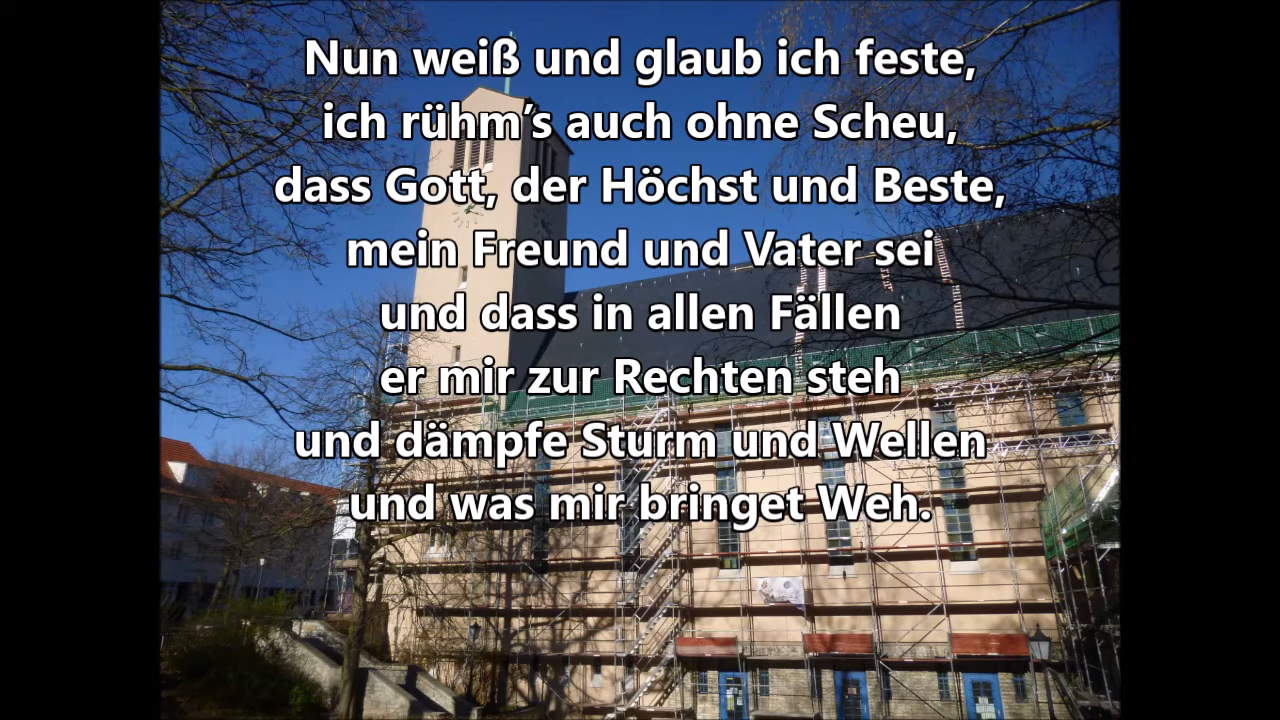 Nun weiß und glaub ich feste,
ich rühm’s auch ohne Scheu,
dass Gott, der Höchst und Beste,
mein Freund und Vater sei
und dass in allen Fällen
er mir zur Rechten steh
und dämpfe Sturm und Wellen
und was mir bringet Weh.